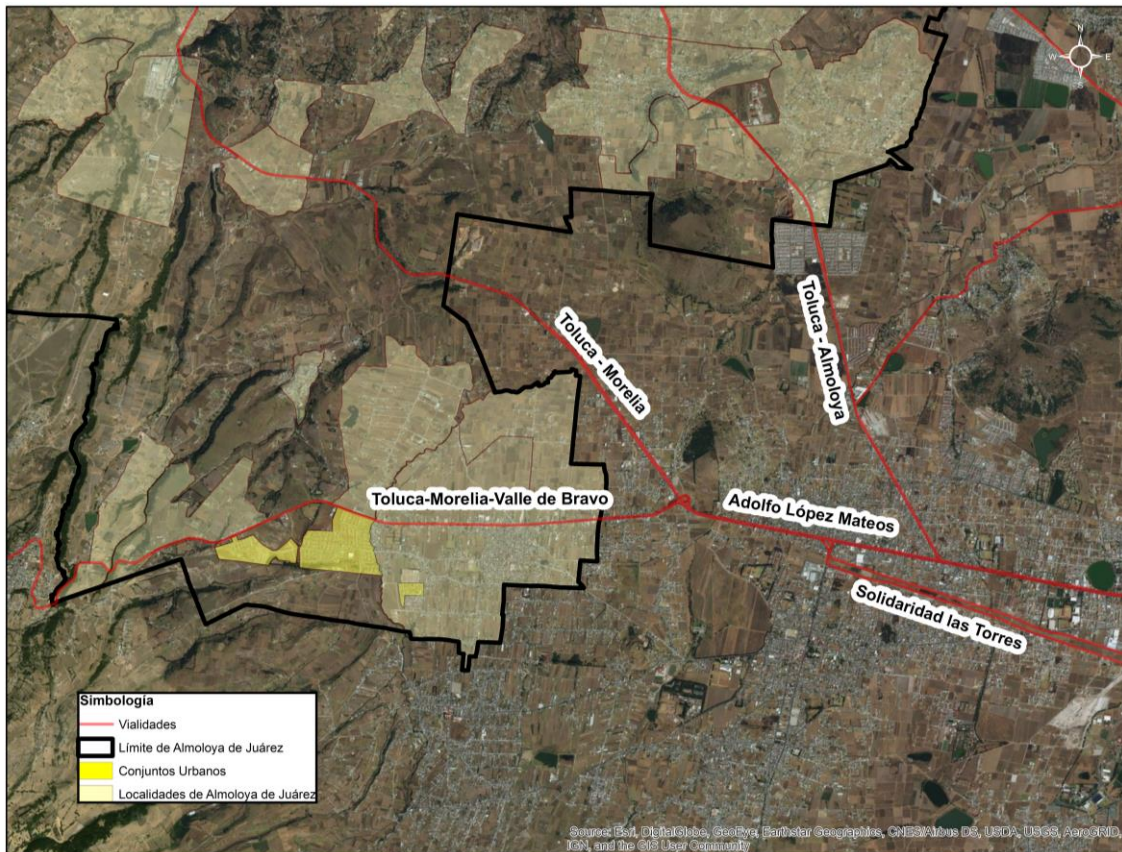 N
W E
S
Toluca - Morelia
Toluca - Almoloya
Toluca-Morelia-Valle de Bravo
Adolfo López Mateos
Solidaridad las Torres
Simbología
Vialidades
Límite de Almoloya de Juárez
Conjuntos Urbanos
Localidades de Almoloya de Juárez
Source: Esri, DigitalGlobe, GeoEye, Earthstar Geographics, CNES/Airbus DS, USDA, USGS, AeroGRID,
IGN, and the GIS User Community